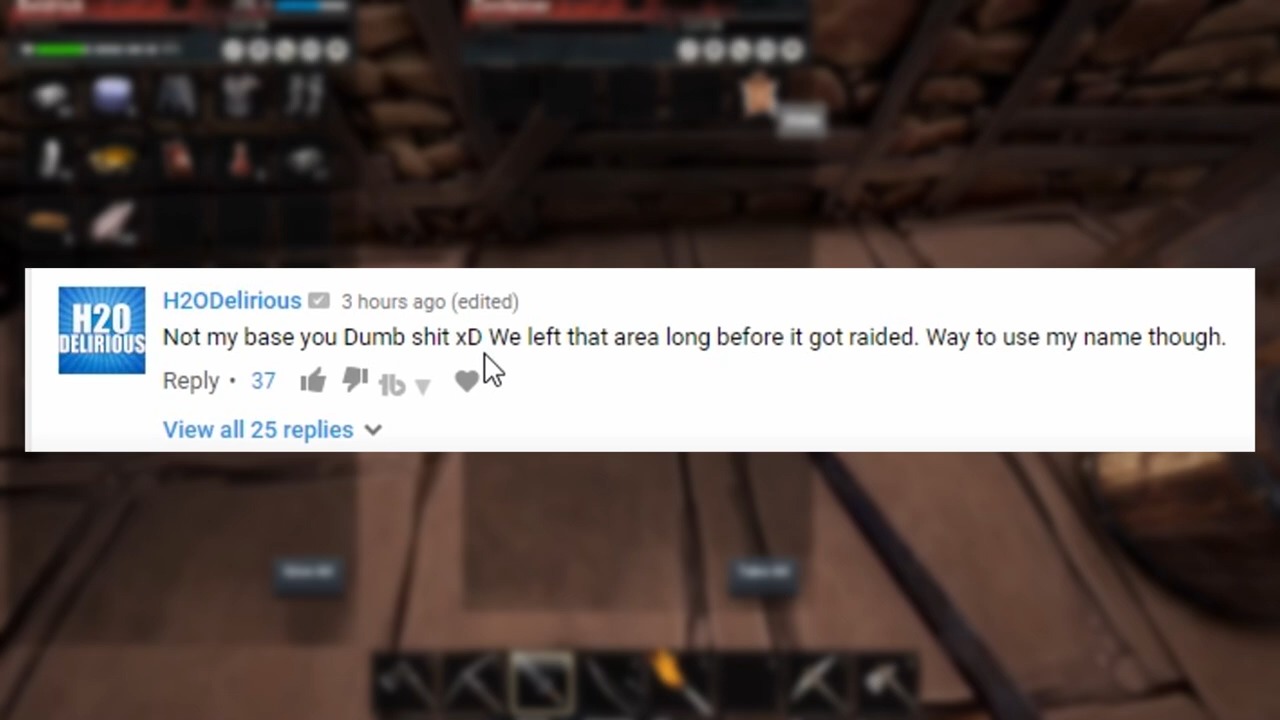 H2O
DELIRIOUS
H2ODelirious 3 hours ago (edited)
Not my base you Dumb shit xD We left that area long before it got raided. Way to use my name though.
Reply • 37
View all 25 replies